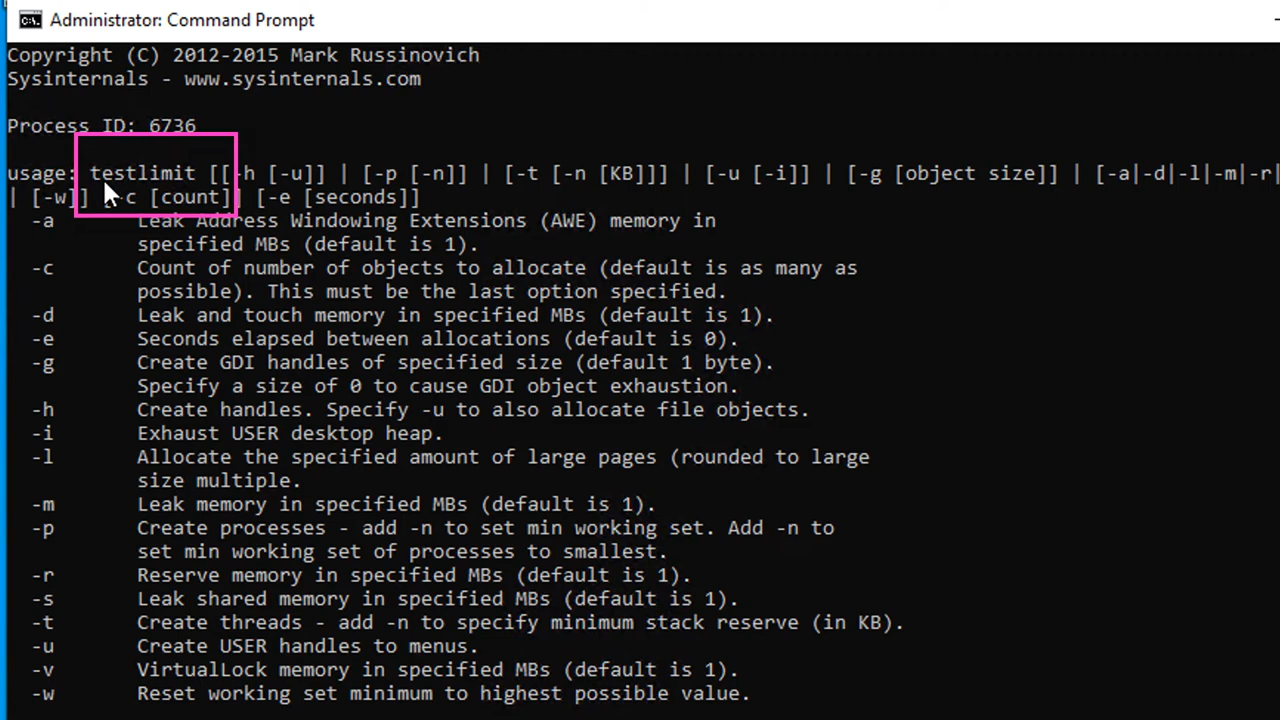 Administrator: Command Prompt
Copyright (C) 2012-2015 Mark Russinovich
Sysinternals - www.sysinternals.com
Process ID: 6736
usage: testlimit [[-h [-u]] | [-p [-n]] | [-t [-n [KB]]] | [-u [-i]] | [-g [object size]] | [-a|-d|-l|-m|-r|
| [-w]] [-c [count]] [-e [seconds]]
-a Leak Address Windowing Extensions (AWE) memory in
specified MBs (default is 1).
-c Count of number of objects to allocate (default is as many as
possible). This must be the last option specified.
-d Leak and touch memory in specified MBs (default is 1).
-e Seconds elapsed between allocations (default is 0).
-g Create GDI handles of specified size (default 1 byte).
Specify a size of 0 to cause GDI object exhaustion.
-h Create handles. Specify -u to also allocate file objects.
-i Exhaust USER desktop heap.
-l Allocate the specified amount of large pages (rounded to large
size multiple.
-m Leak memory in specified MBs (default is 1).
-p Create processes - add -n to set min working set. Add -n to
set min working set of processes to smallest.
-r Reserve memory in specified MBs (default is 1).
-s Leak shared memory in specified MBs (default is 1).
-t Create threads - add -n to specify minimum stack reserve (in KB).
-u Create USER handles to menus.
-v VirtualLock memory in specified MBs (default is 1).
-w Reset working set minimum to highest possible value.